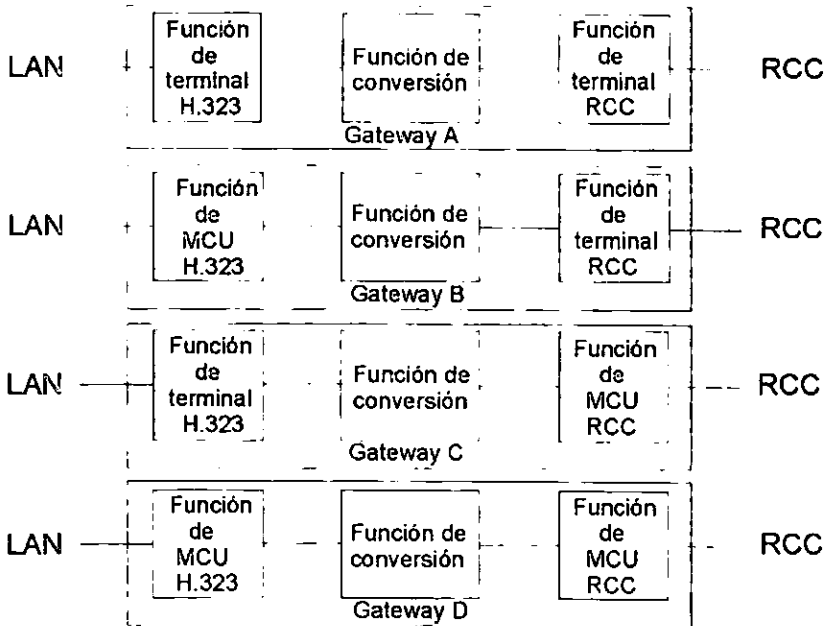 LAN
Función
de
terminal
H.323
Función de
conversión
Función
de
terminal
RCC
RCC
Gateway A
LAN
Función
de
MCU
H.323
Función de
conversión
Función
de
terminal
RCC
RCC
Gateway B
LAN
Función
de
terminal
H.323
Función de
conversión
Función
de
MCU
RCC
RCC
Gateway C
LAN
Función
de
MCU
H.323
Función de
conversión
Función
de
MCU
RCC
RCC
Gateway D